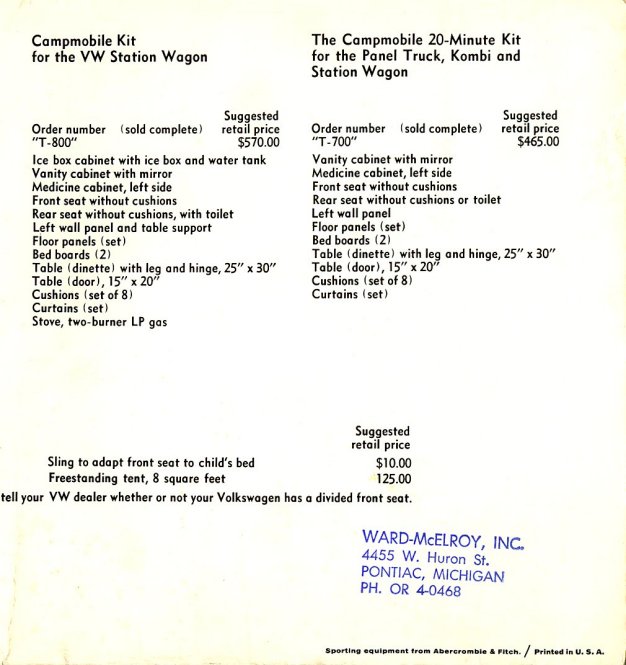 Campmobile Kit
for the VW Station Wagon
Suggested
Order number (sold complete) retail price
"T-800" $570.00
Ice box cabinet with ice box and water tank
Vanity cabinet with mirror
Medicine cabinet, left side
Front seat without cushions
Rear seat without cushions, with toilet
Left wall panel and table support
Floor panels (set)
Bed boards (2)
Table (dinette) with leg and hinge, 25" x 30"
Table (door), 15" x 20"
Cushions (set of 8)
Curtains (set)
Stove, two-burner LP gas
The Campmobile 20-Minute Kit
for the Panel Truck, Kombi and
Station Wagon
Suggested
Order number (sold complete) retail price
"T-700" $465.00
Vanity cabinet with mirror
Medicine cabinet, left side
Front seat without cushions
Rear seat without cushions or toilet
Left wall panel
Floor panels (set)
Bed boards (2)
Table (dinette) with leg and hinge, 25" x 30"
Table (door), 15" x 20"
Cushions (set of 8)
Curtains (set)
Suggested
retail price
Sling to adapt front seat to child's bed $10.00
Freestanding tent, 8 square feet 125.00
tell your VW dealer whether or not your Volkswagen has a divided front seat.
WARD-McELROY, INC.
4455 W. Huron St.
PONTIAC, MICHIGAN
PH. OR 4-0468
Sporting equipment from Abercrombie & Fitch. / Printed in U. S. A.